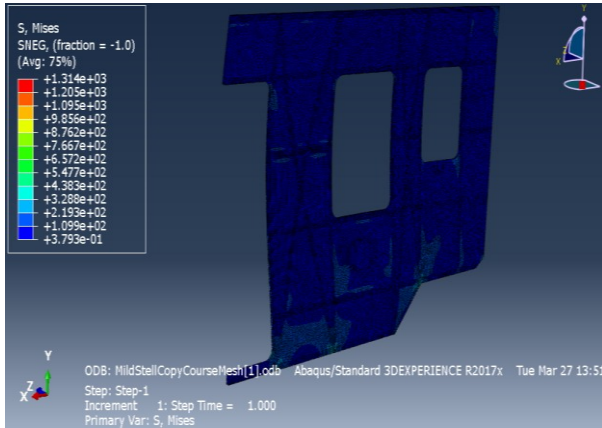 S, Mises
SNEG, (fraction = -1.0)
(Avg: 75%)
+1.314e+03
+1.205e+03
+1.095e+03
+9.856e+02
+8.762e+02
+7.667e+02
+6.572e+02
+5.477e+02
+4.383e+02
+3.288e+02
+2.193e+02
+1.099e+02
+3.793e-01
Y
X
Z
Y
Z
X
ODB: MildStellCopyCourseMesh[1].odb Abaqus/Standard 3DEXPERIENCE R2017x Tue Mar 27 13:51
Step: Step-1
Increment 1: Step Time = 1.000
Primary Var: S, Mises